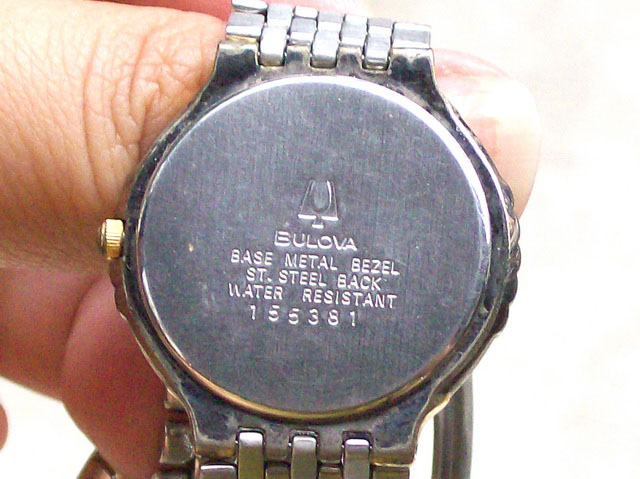 BULOVA
BASE METAL BEZEL
ST. STEEL BACK
WATER RESISTANT
155381